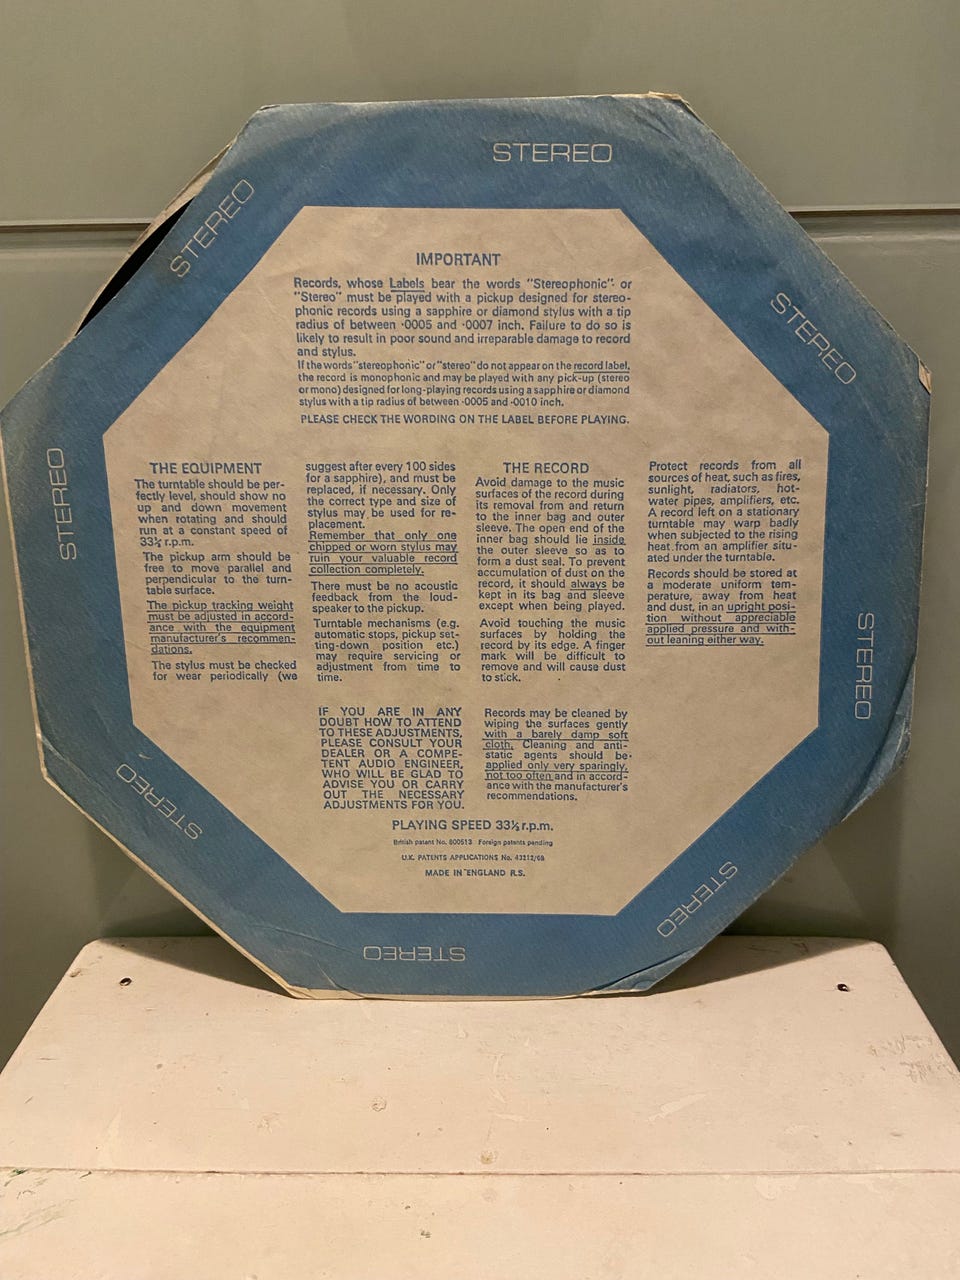 STEREO
STEREO
STEREO
IMPORTANT
Records, whose Labels bear the words "Stereophonic" or
"Stereo" must be played with a pickup designed for stereo-
phonic records using a sapphire or diamond stylus with a tip
radius of between ·0005 and ·0007 inch. Failure to do so is
likely to result in poor sound and irreparable damage to record
and stylus.
If the words "stereophonic" or "stereo" do not appear on the record label,
the record is monophonic and may be played with any pick-up (stereo
or mono) designed for long-playing records using a sapphire or diamond
stylus with a tip radius of between ·0005 and ·0010 inch.
PLEASE CHECK THE WORDING ON THE LABEL BEFORE PLAYING.
STEREO
THE EQUIPMENT
The turntable should be per-
fectly level, should show no
up and down movement
when rotating and should
run at a constant speed of
33⅓ r.p.m.
The pickup arm should be
free to move parallel and
perpendicular to the turn-
table surface.
The pickup tracking weight
must be adjusted in accord-
ance with the equipment
manufacturer's recommen-
dations.
The stylus must be checked
for wear periodically (we
suggest after every 100 sides
for a sapphire), and must be
replaced, if necessary. Only
the correct type and size of
stylus may be used for re-
placement.
Remember that only one
chipped or worn stylus may
ruin your valuable record
collection completely.
There must be no acoustic
feedback from the loud-
speaker to the pickup.
Turntable mechanisms (e.g.
automatic stops, pickup set-
ting-down position etc.)
may require servicing or
adjustment from time to
time.
THE RECORD
Avoid damage to the music
surfaces of the record during
its removal from and return
to the inner bag and outer
sleeve. The open end of the
inner bag should lie inside
the outer sleeve so as to
form a dust seal. To prevent
accumulation of dust on the
record, it should always be
kept in its bag and sleeve
except when being played.
Avoid touching the music
surfaces by holding the
record by its edge. A finger
mark will be difficult to
remove and will cause dust
to stick.
Protect records from all
sources of heat, such as fires,
sunlight, radiators, hot-
water pipes, amplifiers, etc.
A record left on a stationary
turntable may warp badly
when subjected to the rising
heat from an amplifier situ-
ated under the turntable.
Records should be stored at
a moderate uniform tem-
perature, away from heat
and dust, in an upright posi-
tion without appreciable
applied pressure and with-
out leaning either way.
STEREO
IF YOU ARE IN ANY
DOUBT HOW TO ATTEND
TO THESE ADJUSTMENTS,
PLEASE CONSULT YOUR
DEALER OR A COMPE-
TENT AUDIO ENGINEER,
WHO WILL BE GLAD TO
ADVISE YOU OR CARRY
OUT THE NECESSARY
ADJUSTMENTS FOR YOU.
Records may be cleaned by
wiping the surfaces gently
with a barely damp soft
cloth. Cleaning and anti-
static agents should be
applied only very sparingly,
not too often and in accord-
ance with the manufacturer's
recommendations.
STEREO
PLAYING SPEED 33⅓ r.p.m.
British patent No. 800513 Foreign patents pending
U.K. PATENTS APPLICATIONS No. 43212/68
MADE IN ENGLAND R.S.
STEREO
STEREO